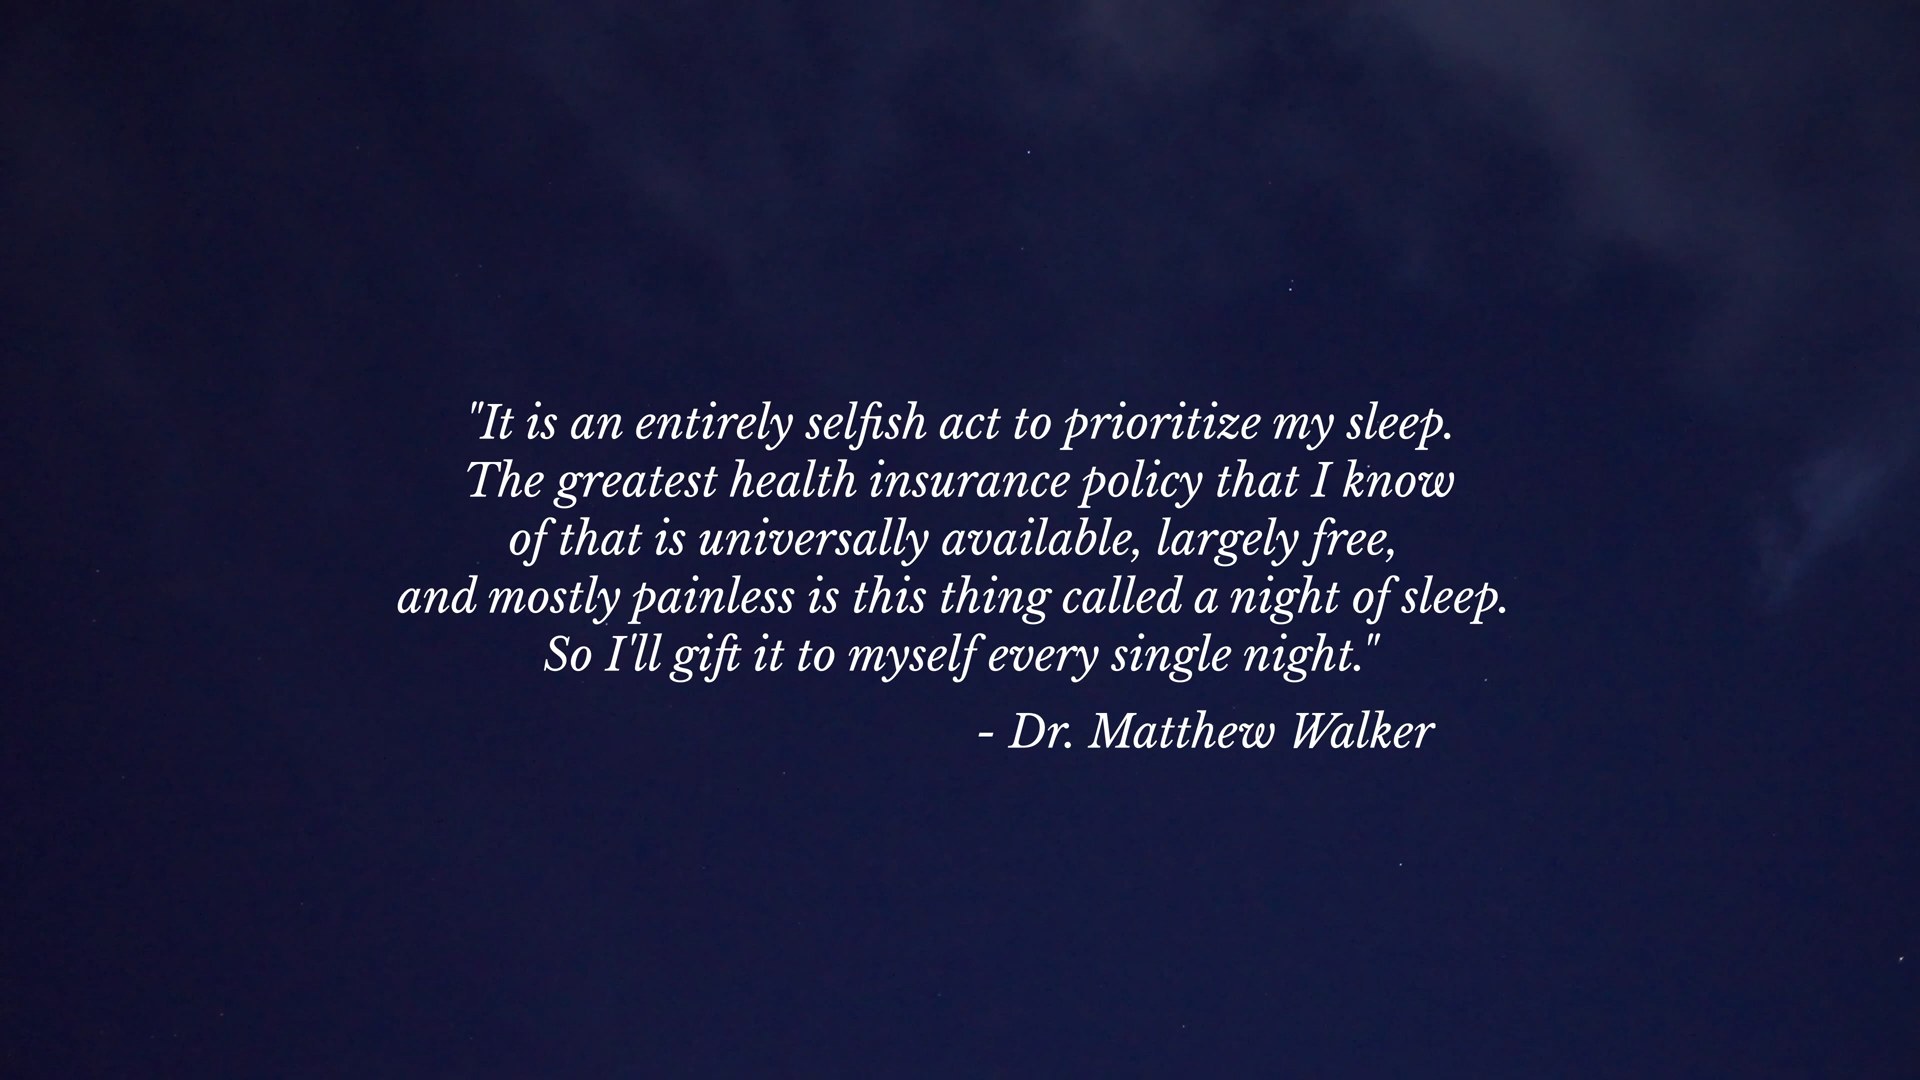 "It is an entirely selfish act to prioritize my sleep.
The greatest health insurance policy that I know
of that is universally available, largely free,
and mostly painless is this thing called a night of sleep.
So I'll gift it to myself every single night."
- Dr. Matthew Walker